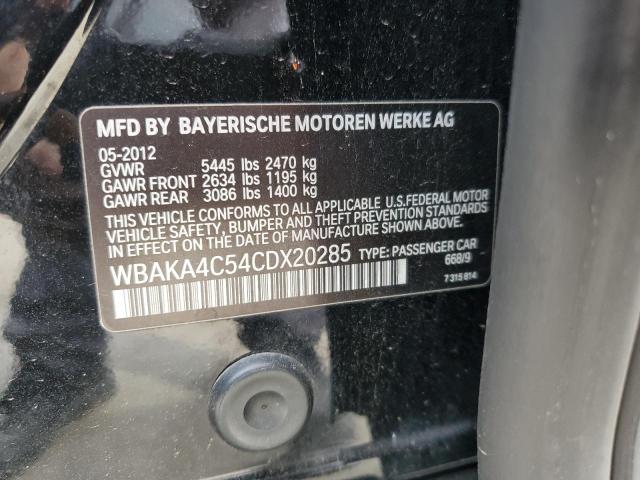 MFD BY BAYERISCHE MOTOREN WERKE AG
05-2012
GVWR 5445 lbs 2470 kg
GAWR FRONT 2634 lbs 1195 kg
GAWR REAR 3086 lbs 1400 kg
THIS VEHICLE CONFORMS TO ALL APPLICABLE U.S.FEDERAL MOTOR
VEHICLE SAFETY, BUMPER, AND THEFT PREVENTION STANDARDS
IN EFFECT ON THE DATE OF MANUFACTURE SHOWN ABOVE.
WBAKA4C54CDX20285 TYPE: PASSENGER CAR
668/9
7 315 814